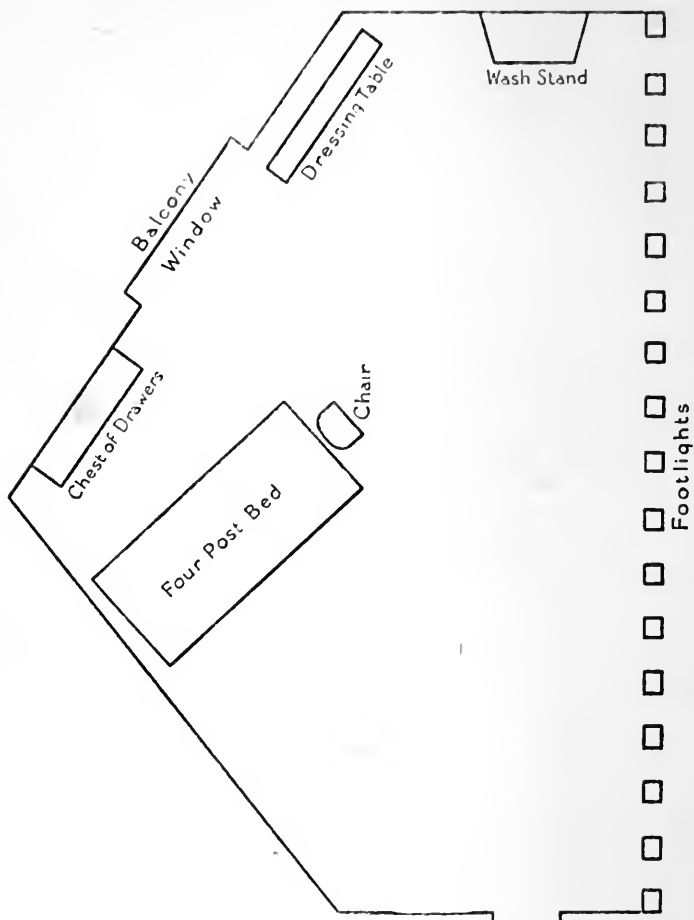 Wash Stand
Dressing Table
Balcony
Window
Chest of Drawers
Chair
Four Post Bed
Footlights